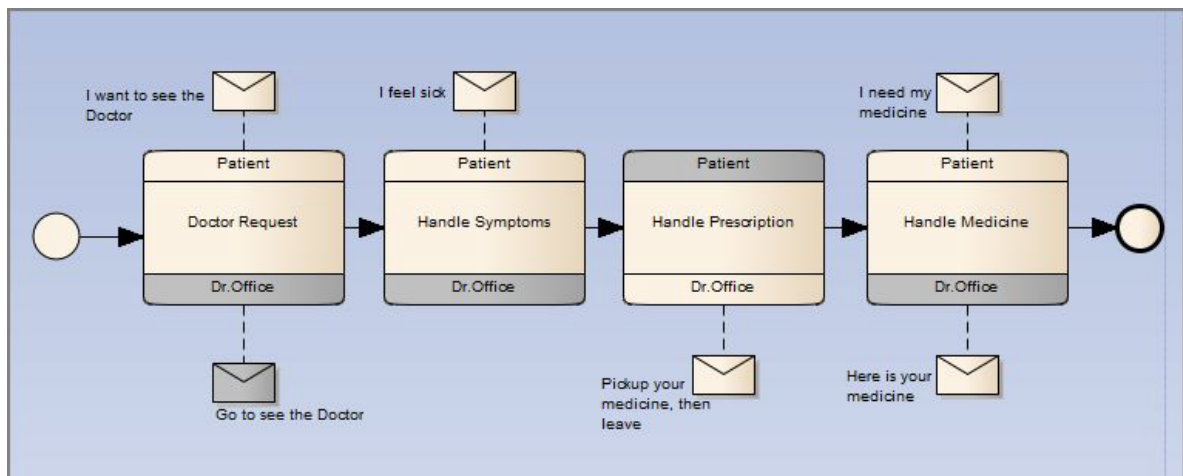 I want to see the
Doctor
I feel sick
I need my
medicine
Patient
Patient
Patient
Patient
Doctor Request
Handle Symptoms
Handle Prescription
Handle Medicine
Dr.Office
Dr.Office
Dr.Office
Dr.Office
Go to see the Doctor
Pickup your
medicine, then
leave
Here is your
medicine